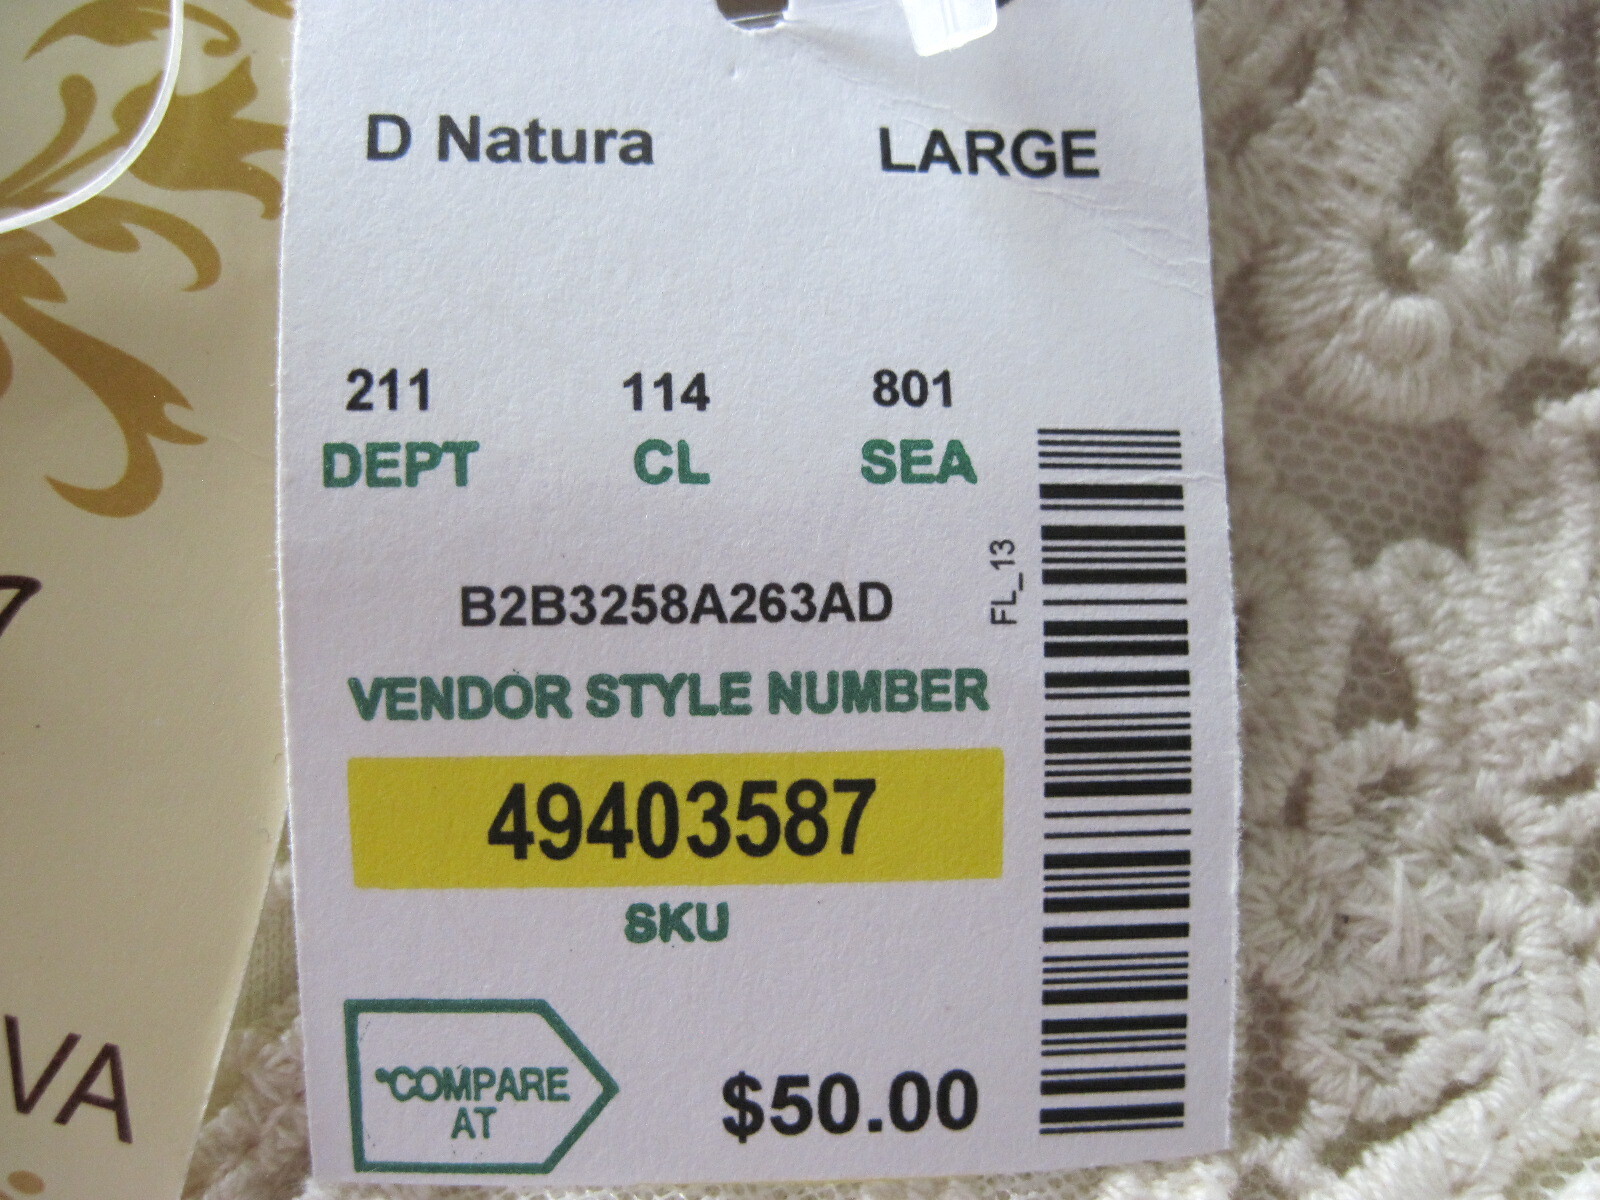 D Natura LARGE
211 114 801
DEPT CL SEA
FL_13
B2B3258A263AD
VENDOR STYLE NUMBER
49403587
SKU
*COMPARE
AT
$50.00
7
VA